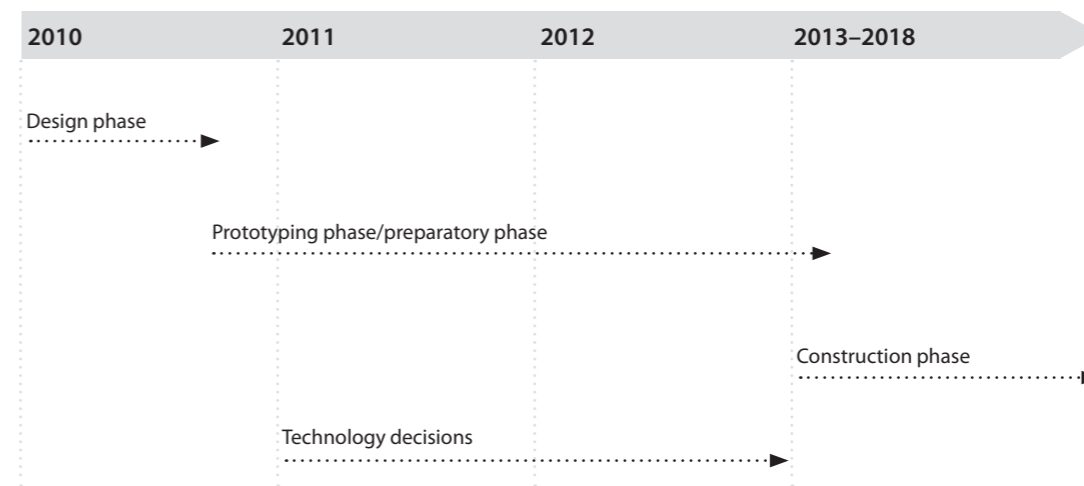 2010 2011 2012 2013–2018
Design phase
Prototyping phase/preparatory phase
Construction phase
Technology decisions